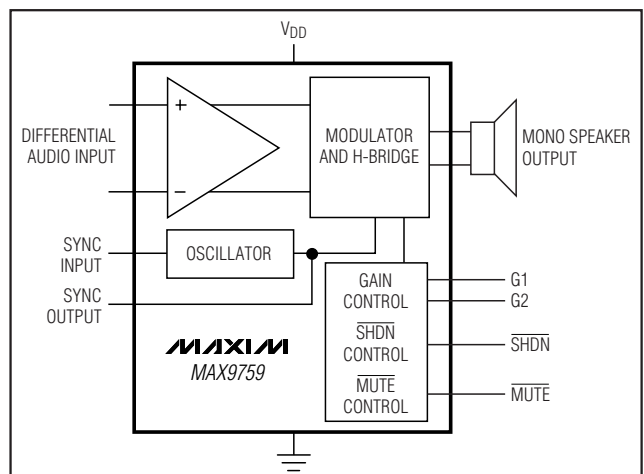 VDD
DIFFERENTIAL
AUDIO INPUT
+
−
MODULATOR
AND H-BRIDGE
MONO SPEAKER
OUTPUT
SYNC
INPUT
OSCILLATOR
SYNC
OUTPUT
GAIN
CONTROL
SHDN
CONTROL
MUTE
CONTROL
G1
G2
SHDN
MUTE
MAXIM
MAX9759